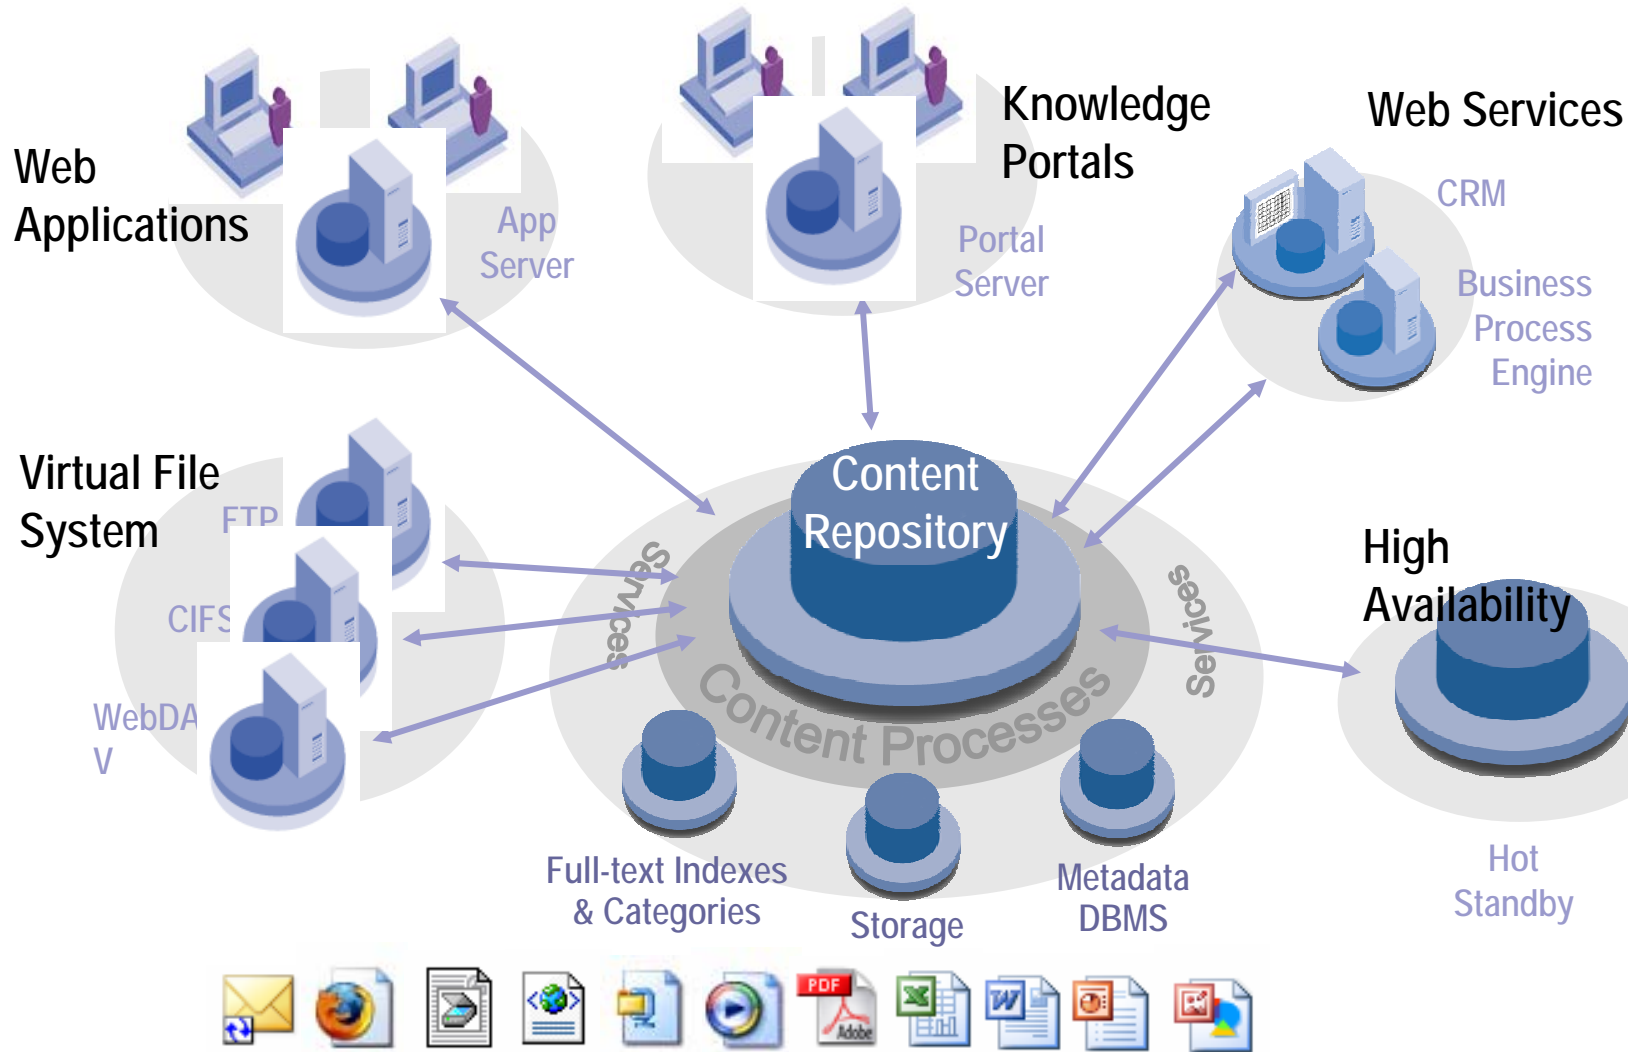 Knowledge
Portals
Web Services
Web
Applications
App
Server
Portal
Server
CRM
Business
Process
Engine
Virtual File
System
FTP
CIFS
WebDA
V
Content
Repository
Services
Services
Content Processes
High
Availability
Full-text Indexes
& Categories
Storage
Metadata
DBMS
Hot
Standby
PDF
Adobe